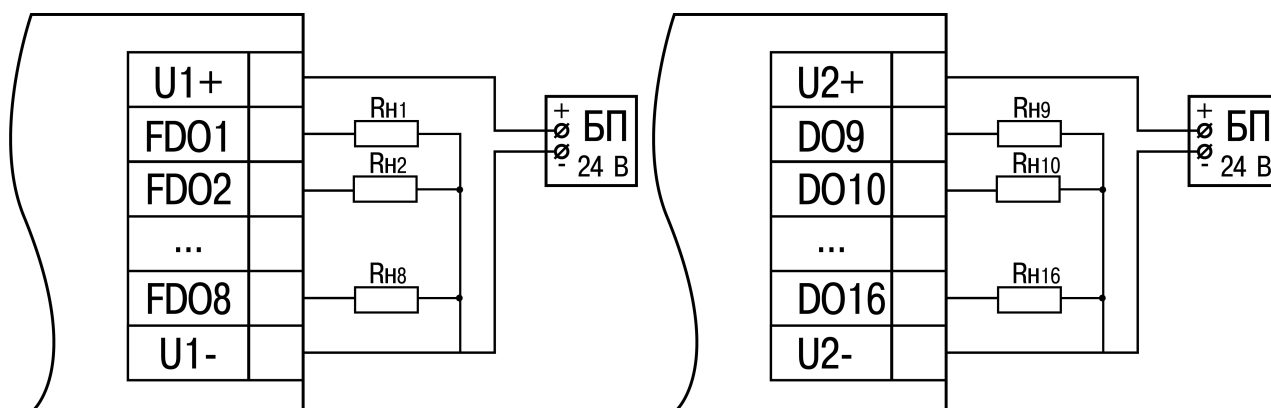 U1+
FDO1
FDO2
...
FDO8
U1-
Rн1
Rн2
Rн8
+
-
БП
24 В
U2+
DO9
DO10
...
DO16
U2-
Rн9
Rн10
Rн16
+
-
БП
24 В